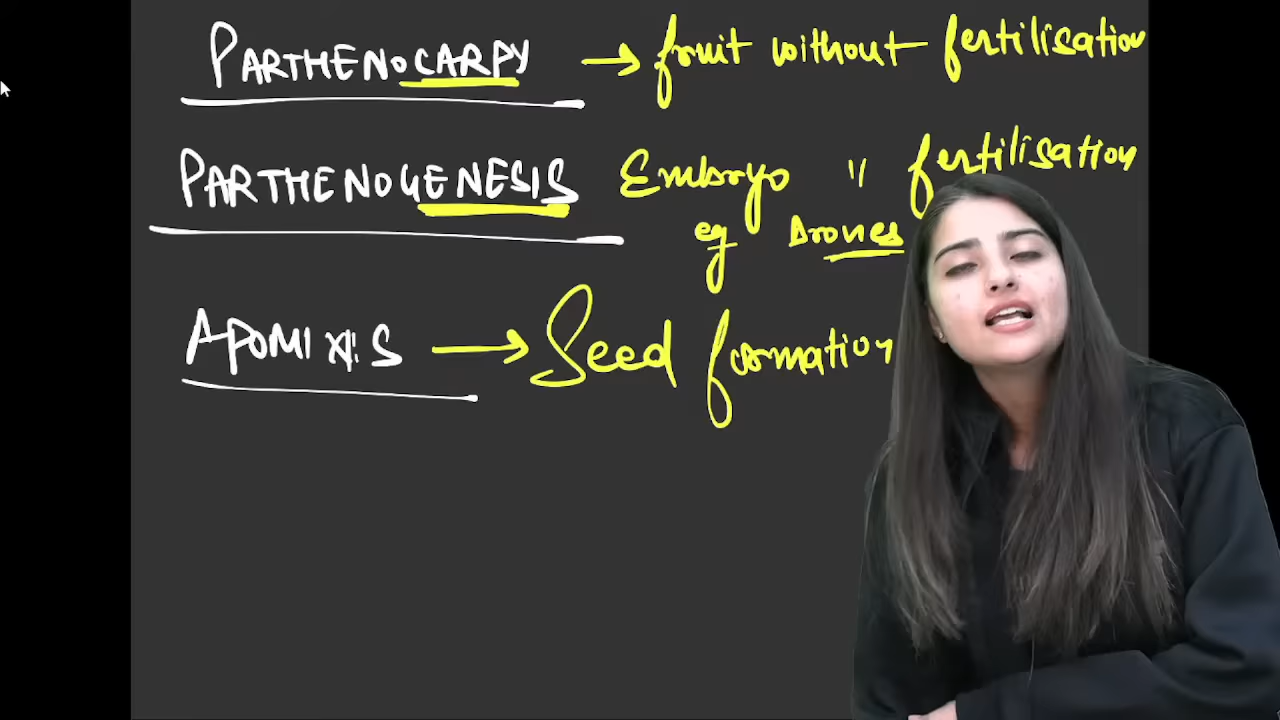 PARTHENOCARPY → fruit without fertilisation
PARTHENOGENESIS Embryo " fertilisation
eg Drones
APOMIXIS → Seed formation